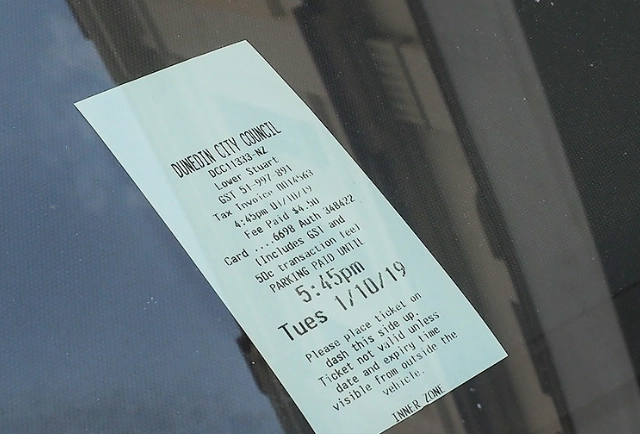 DUNEDIN CITY COUNCIL
DCC11333-NZ
Lower Stuart
GST 51-997-891
Tax Invoice 0014563
4:45pm 01/10/19
Fee Paid $4.50
Card ....6698 Auth 348422
(Includes GST and
50c transaction fee)
PARKING PAID UNTIL
5:45pm
Tues 1/10/19
Please place ticket on
dash this side up.
Ticket not valid unless
date and expiry time
visible from outside the
vehicle.
INNER ZONE